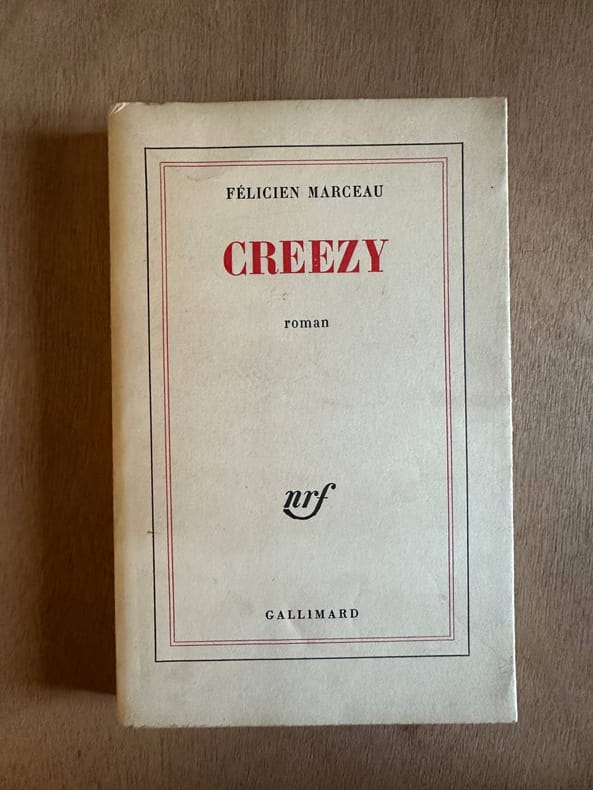 FÉLICIEN MARCEAU
CREEZY
roman
nrf
GALLIMARD